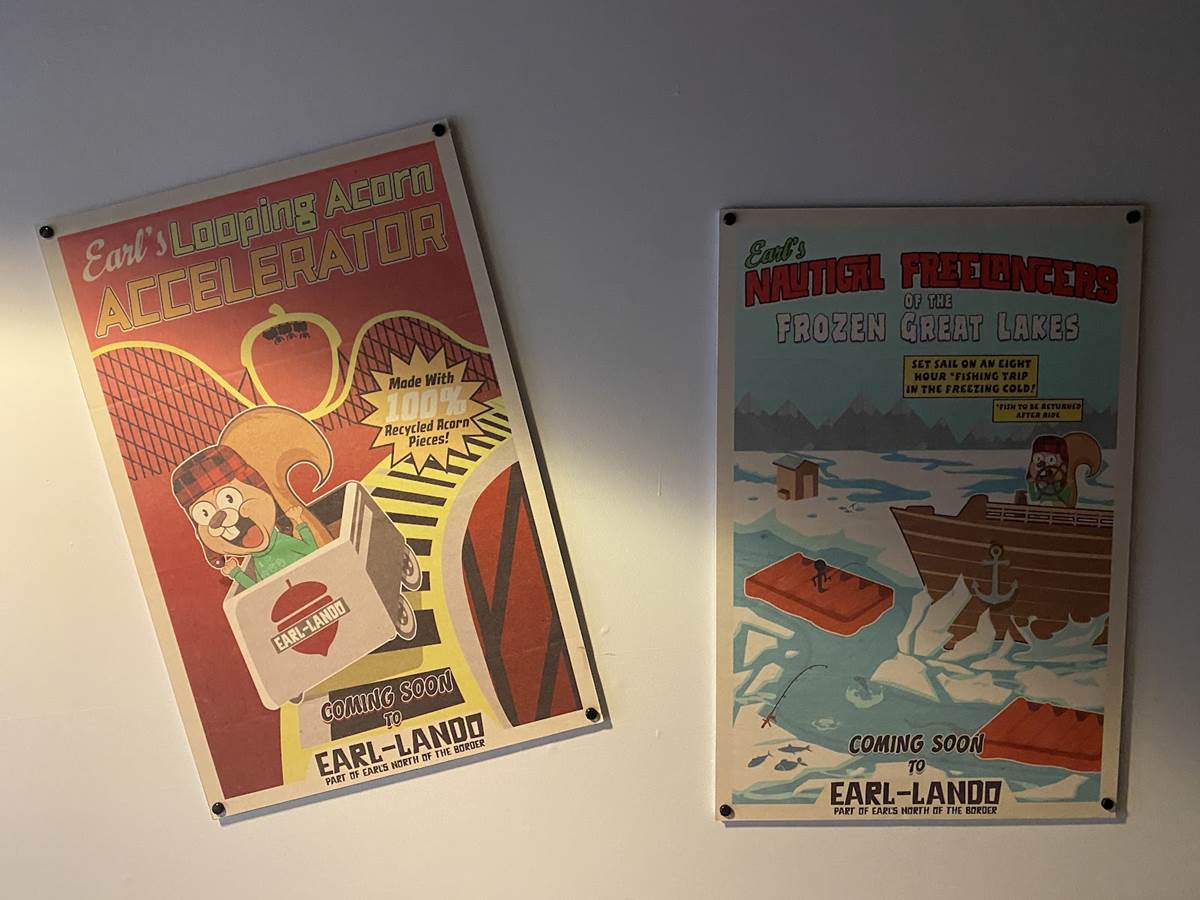 Earl's Looping Acorn
ACCELERATOR
Made With
100%
Recycled Acorn
Pieces!
EARL-LANDO
COMING SOON
TO
EARL-LANDO
PART OF EARL'S NORTH OF THE BORDER
Earl's
NAUTICAL FREELANCERS
OF THE
FROZEN GREAT LAKES
SET SAIL ON AN EIGHT
HOUR *FISHING TRIP
IN THE FREEZING COLD!
*FISH TO BE RETURNED
AFTER RIDE
COMING SOON
TO
EARL-LANDO
PART OF EARL'S NORTH OF THE BORDER